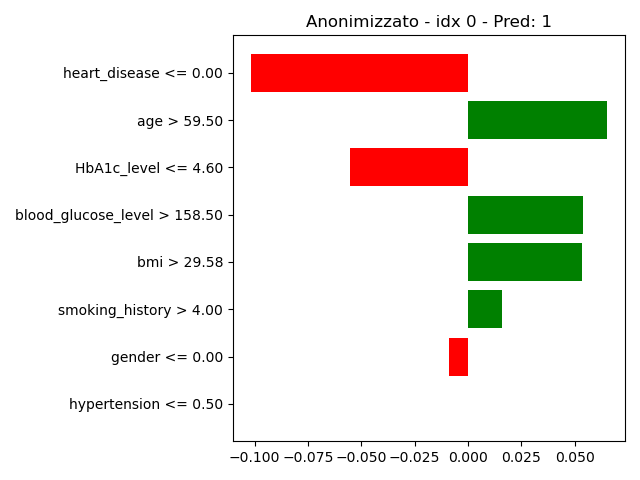 Anonimizzato - idx 0 - Pred: 1
heart_disease <= 0.00
age > 59.50
HbA1c_level <= 4.60
blood_glucose_level > 158.50
bmi > 29.58
smoking_history > 4.00
gender <= 0.00
hypertension <= 0.50
−0.100 −0.075 −0.050 −0.025 0.000 0.025 0.050